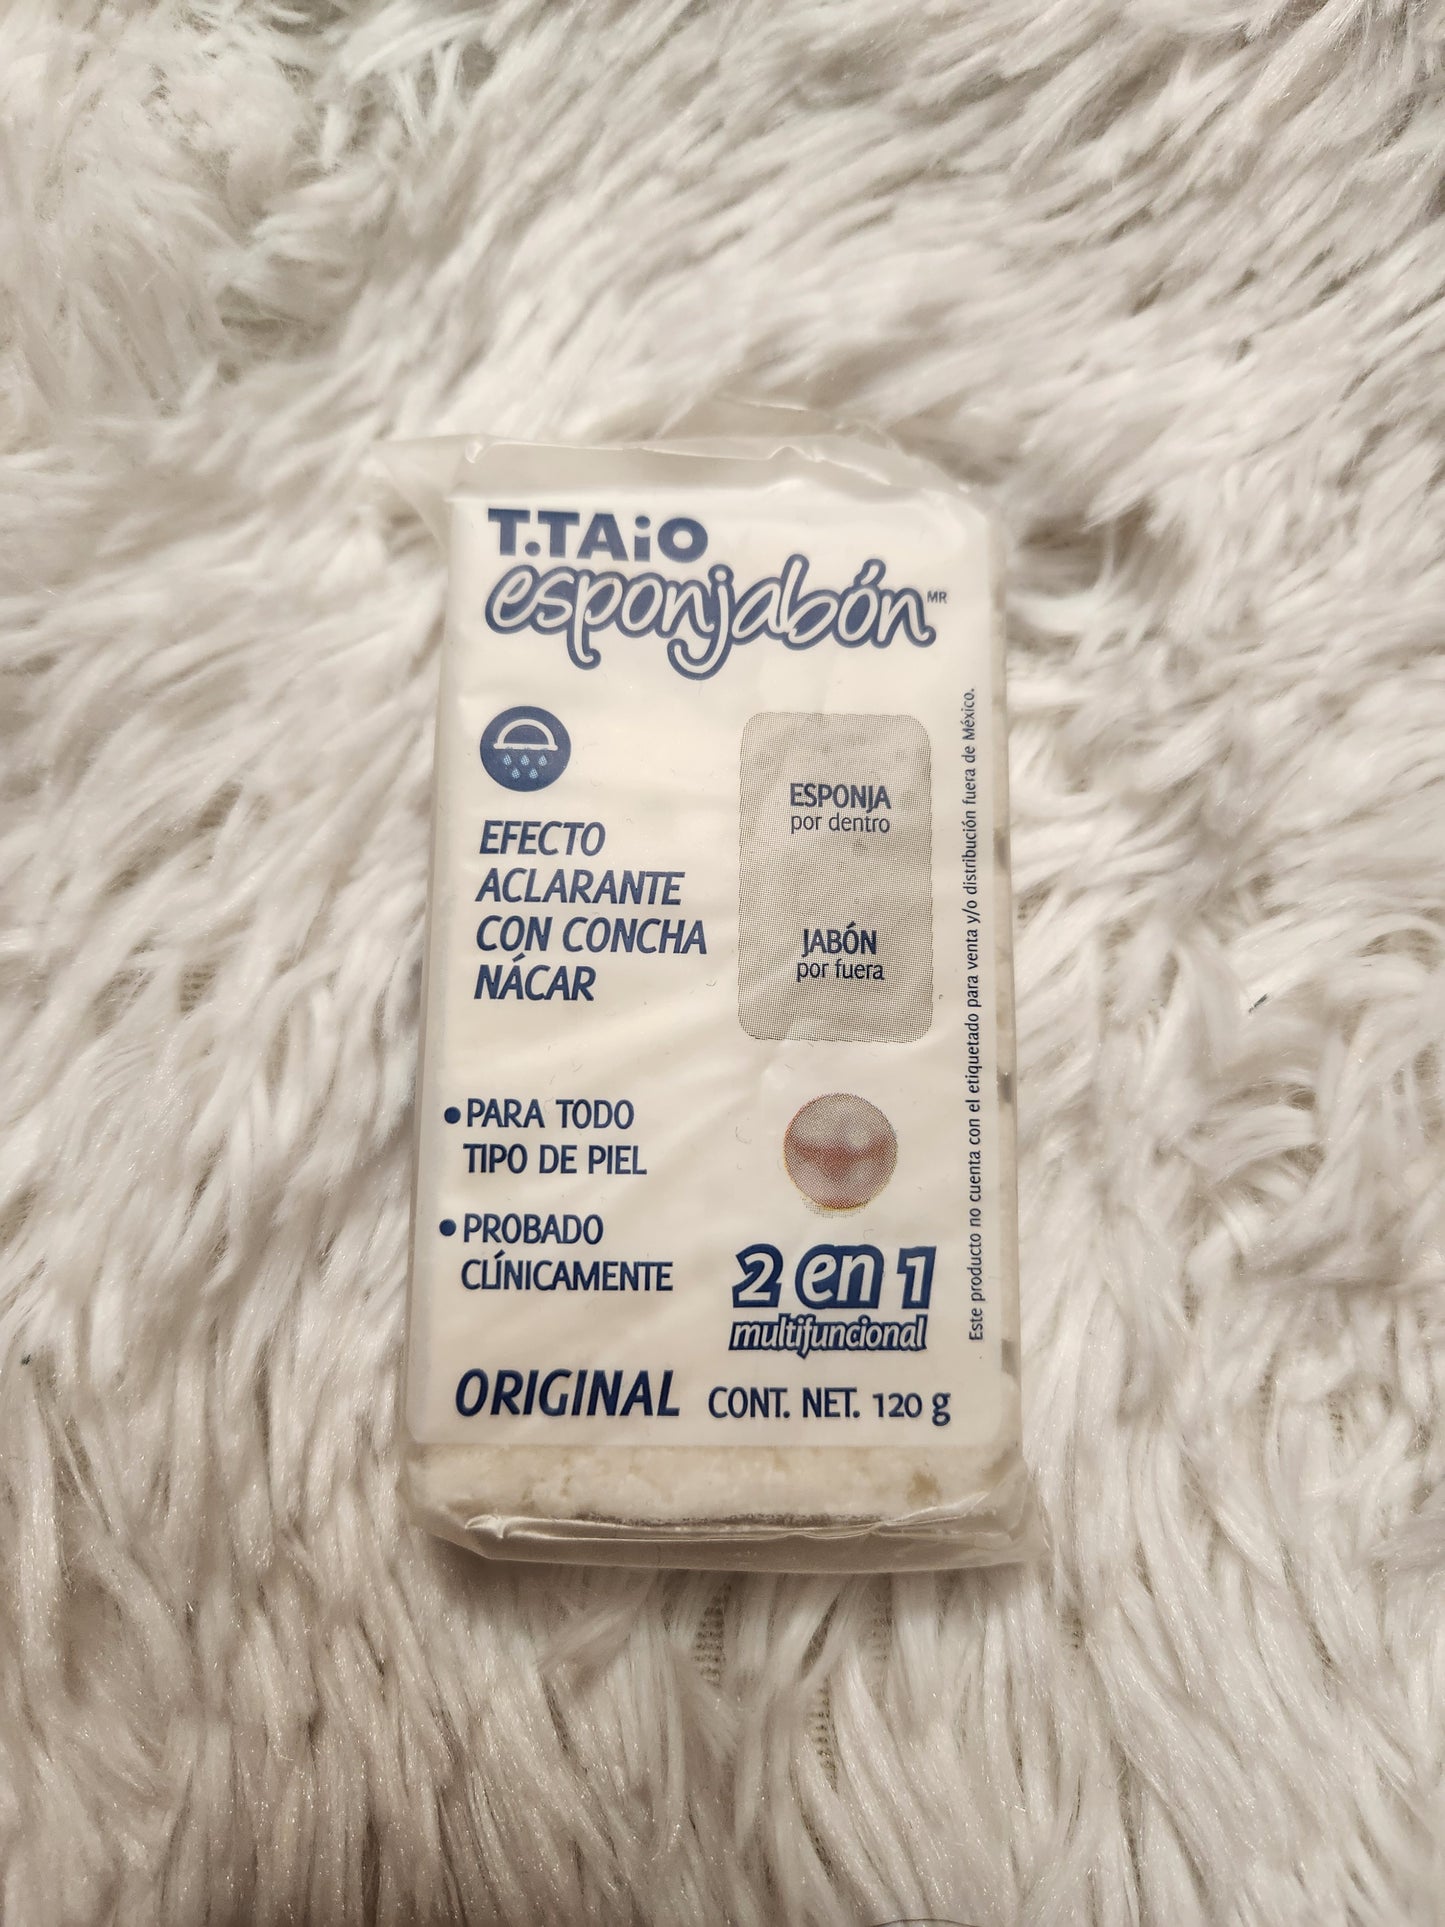 T.TAiO
esponjabón MR
EFECTO
ACLARANTE
CON CONCHA
NÁCAR
ESPONJA
por dentro
JABÓN
por fuera
•PARA TODO
TIPO DE PIEL
•PROBADO
CLÍNICAMENTE
2 en 1
multifuncional
ORIGINAL CONT. NET. 120 g
Este producto no cuenta con el etiquetado para venta y/o distribución fuera de México.